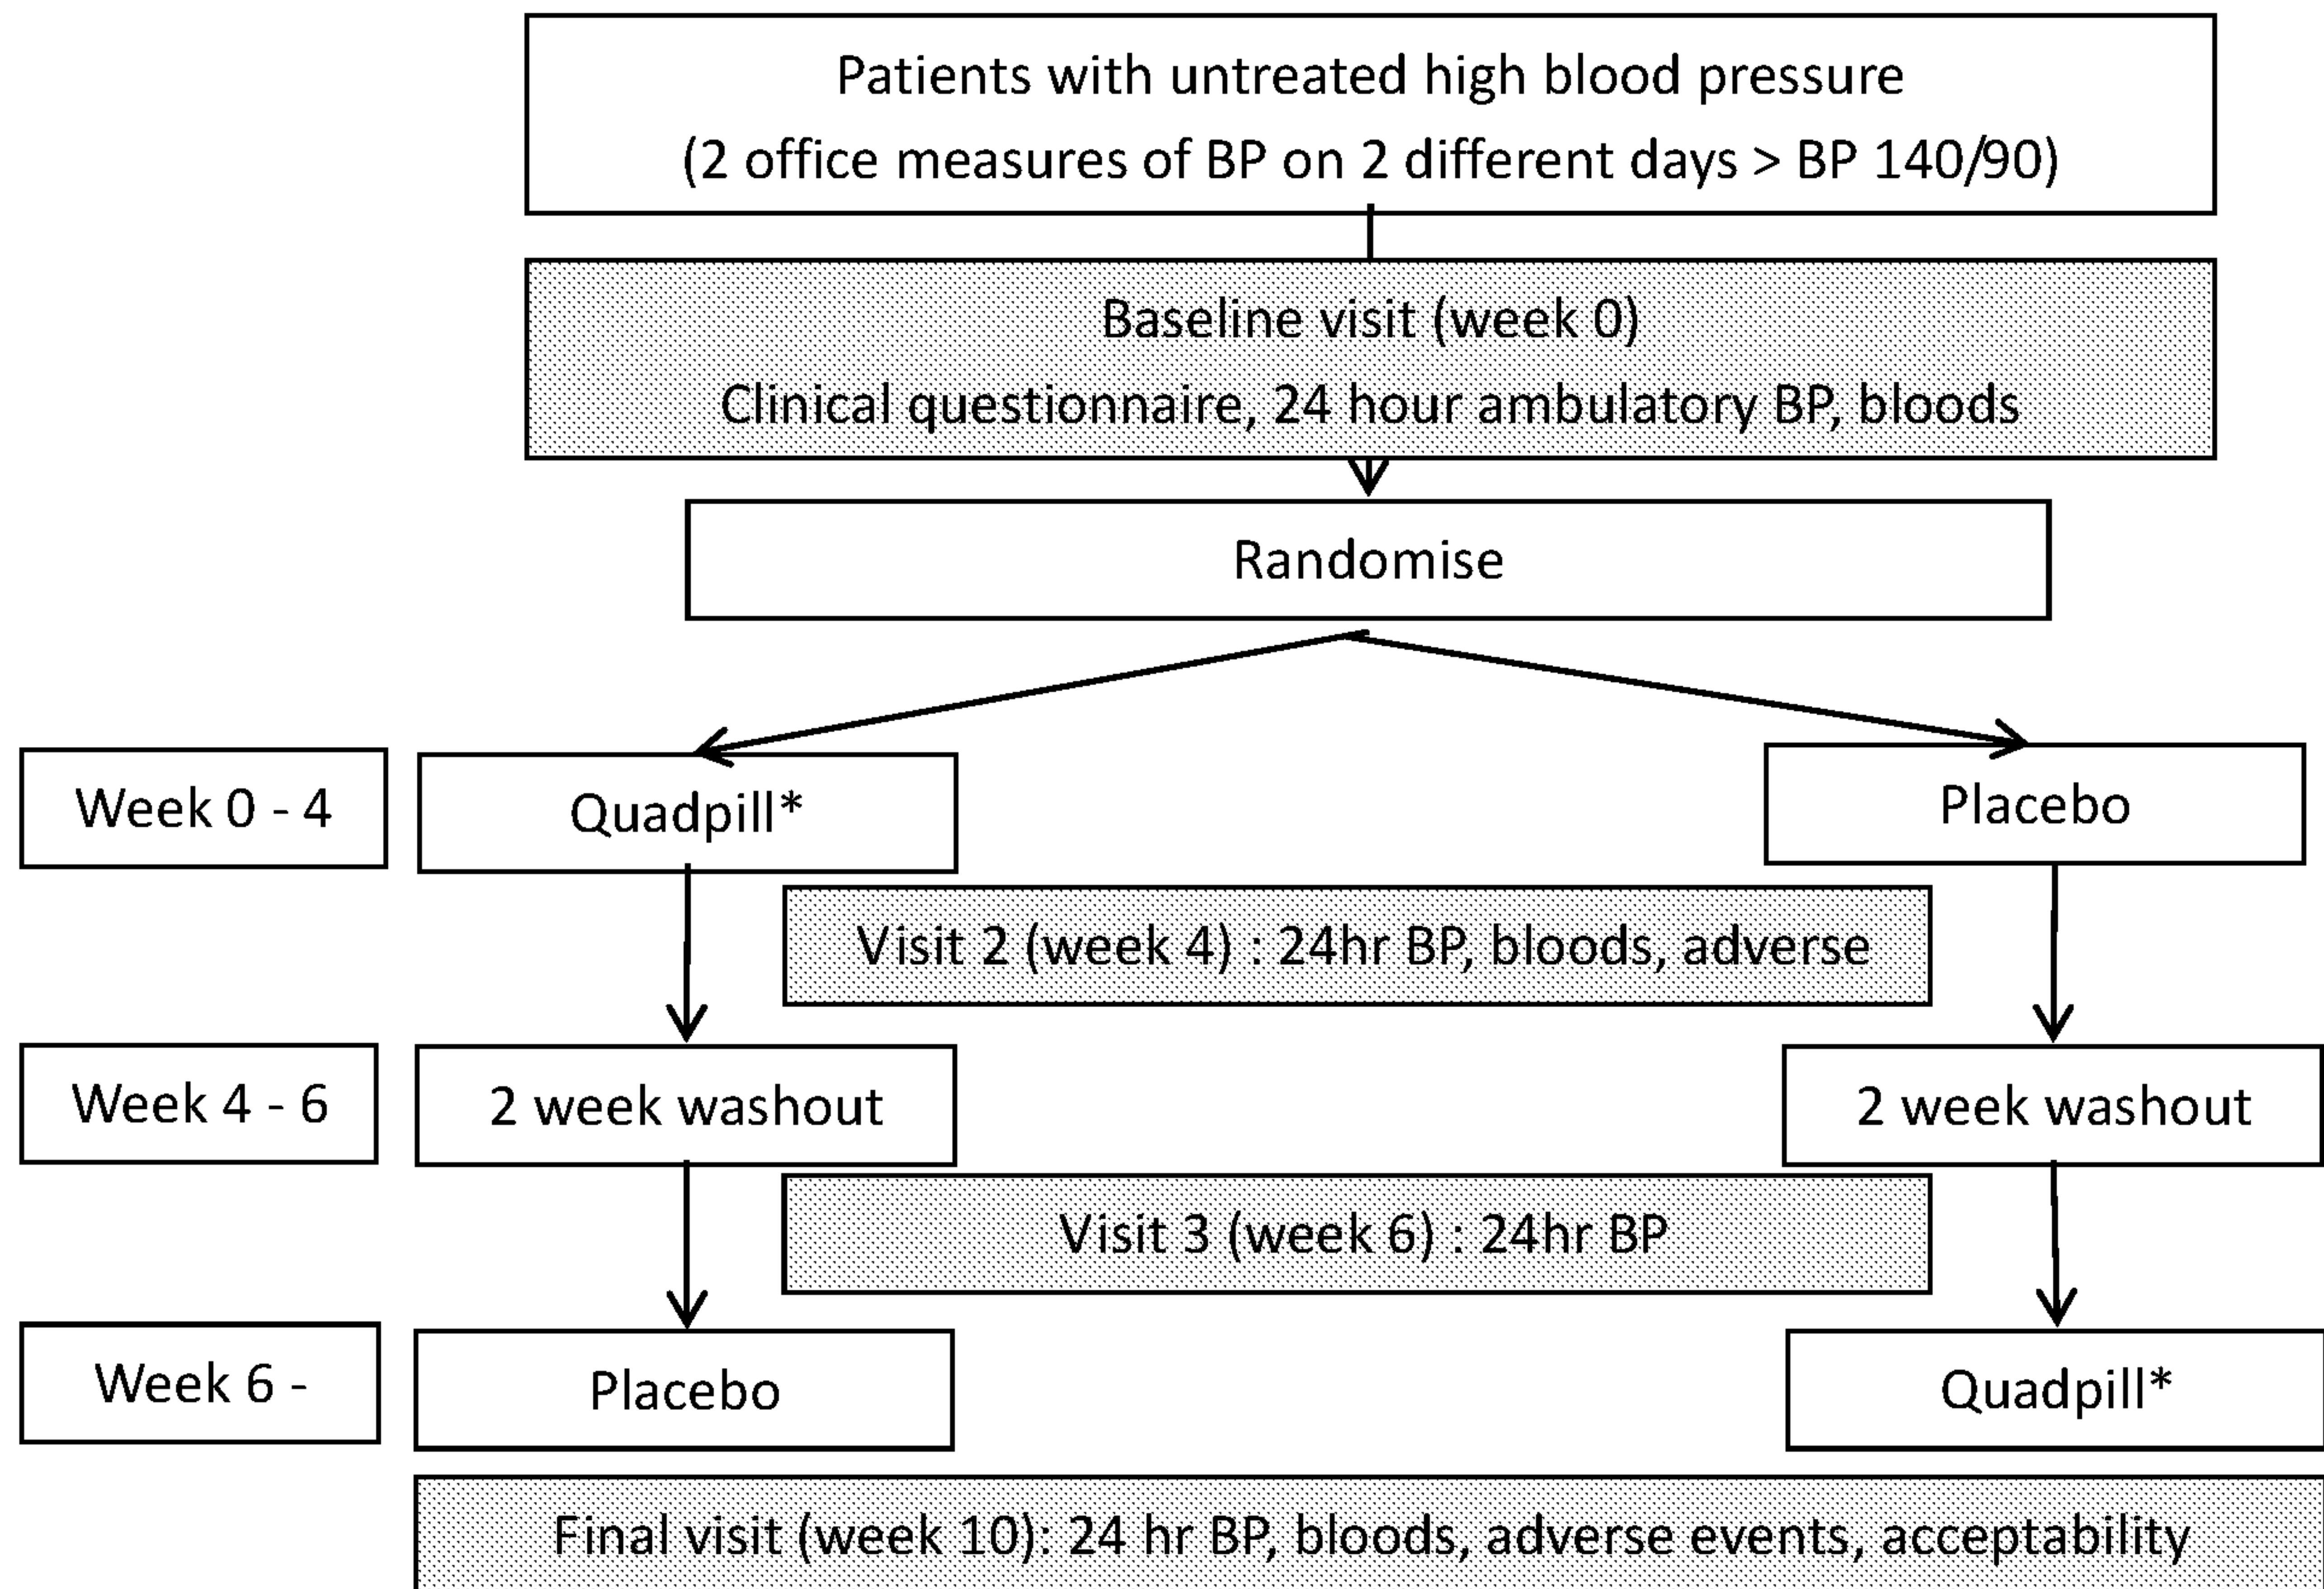 Patients with untreated high blood pressure
(2 office measures of BP on 2 different days > BP 140/90)
Baseline visit (week 0)
Clinical questionnaire, 24 hour ambulatory BP, bloods
Randomise
Week 0 - 4
Quadpill*
Placebo
Visit 2 (week 4) : 24hr BP, bloods, adverse
Week 4 - 6
2 week washout
2 week washout
Visit 3 (week 6) : 24hr BP
Week 6 -
Placebo
Quadpill*
Final visit (week 10): 24 hr BP, bloods, adverse events, acceptability